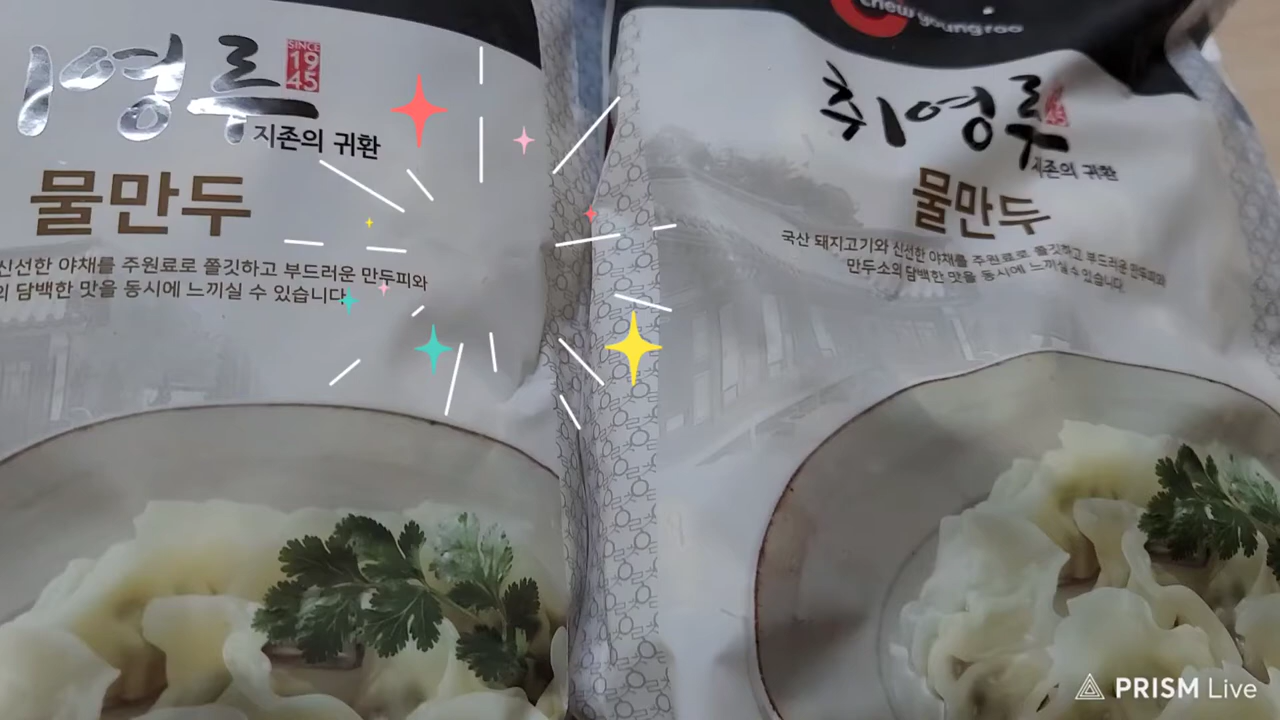 영루
SINCE
19
45
지존의 귀환
물만두
신선한 야채를 주원료로 쫄깃하고 부드러운 만두피와
의 담백한 맛을 동시에 느끼실 수 있습니다.
chew young roo
취영루
45
지존의 귀환
물만두
국산 돼지고기와 신선한 야채를 주원료로 쫄깃하고 부드러운 만두피와
만두소의 담백한 맛을 동시에 느끼실 수 있습니다.
PRISM Live